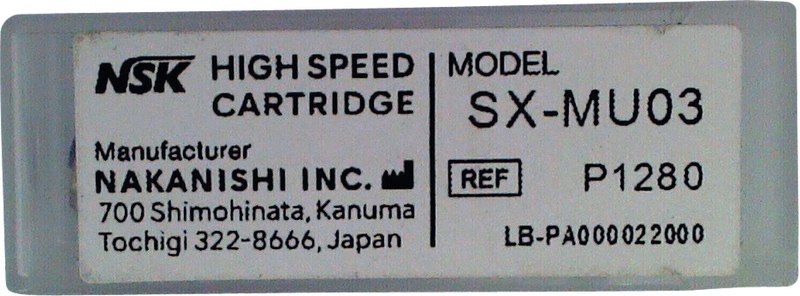 NSK HIGH SPEED
CARTRIDGE
Manufacturer
NAKANISHI INC.
700 Shimohinata, Kanuma
Tochigi 322-8666, Japan
MODEL
SX-MU03
REF P1280
LB-PA000022000